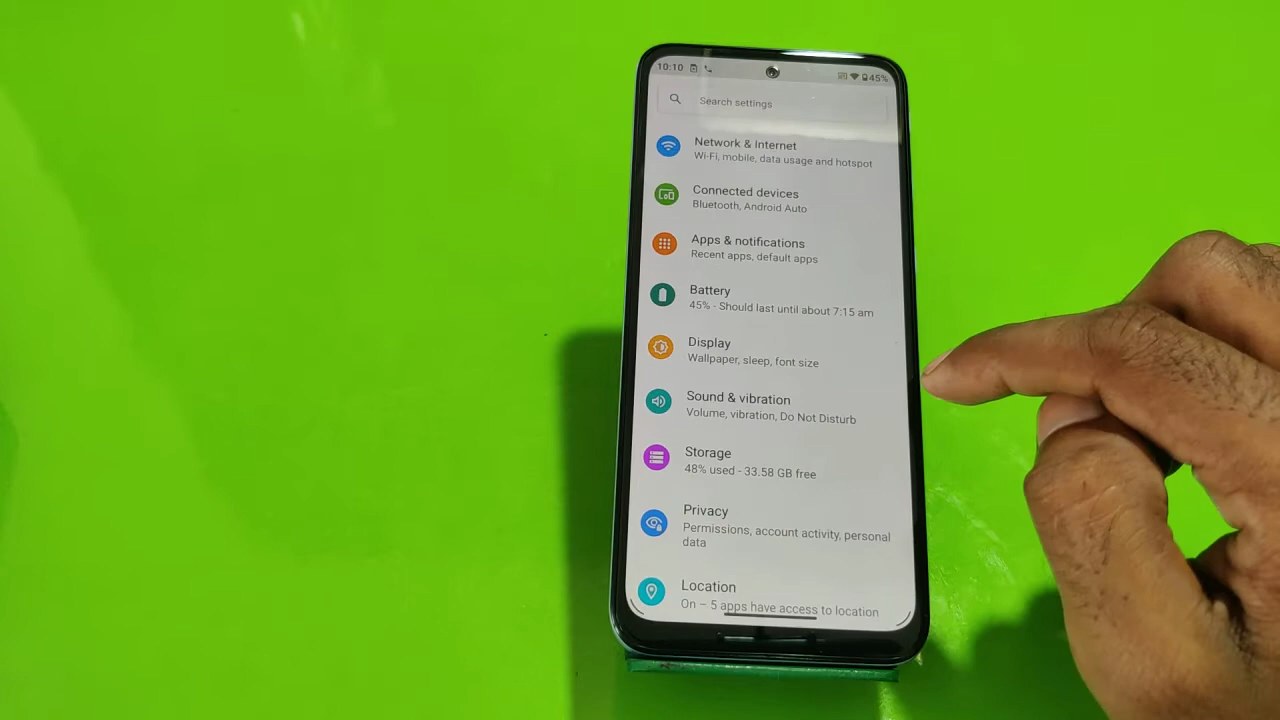 10:10 45%
Search settings
Network & Internet
Wi-Fi, mobile, data usage and hotspot
Connected devices
Bluetooth, Android Auto
Apps & notifications
Recent apps, default apps
Battery
45% - Should last until about 7:15 am
Display
Wallpaper, sleep, font size
Sound & vibration
Volume, vibration, Do Not Disturb
Storage
48% used - 33.58 GB free
Privacy
Permissions, account activity, personal
data
Location
On – 5 apps have access to location